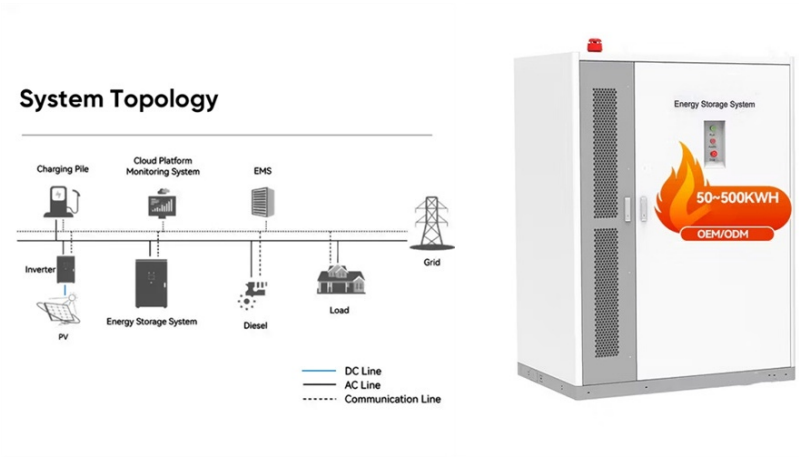 System Topology
Charging Pile
Cloud Platform
Monitoring System
EMS
Grid
Inverter
PV
Energy Storage System
Diesel
Load
DC Line
AC Line
Communication Line
Energy Storage System
50~500KWH
OEM/ODM